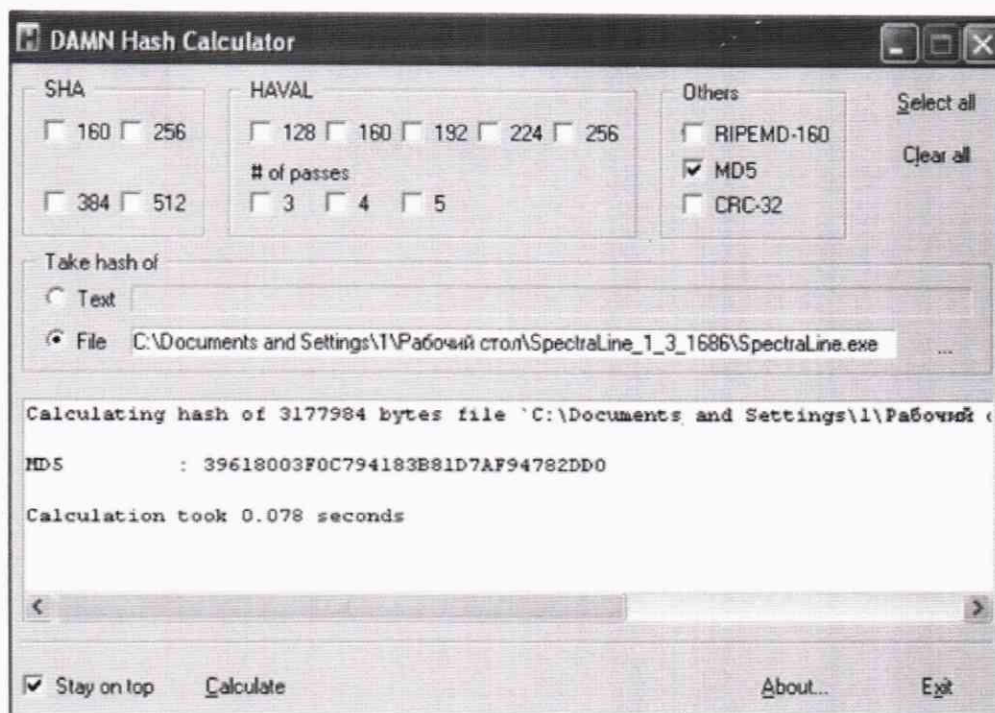 DAMN Hash Calculator
SHA
160 256
384 512
HAVAL
128 160 192 224 256
# of passes
3 4 5
Others
RIPEMD-160
MD5
CRC-32
Select all
Clear all
Take hash of
Text
File C:\Documents and Settings\1\Рабочий стол\SpectraLine_1_3_1686\SpectraLine.exe ...
Calculating hash of 3177984 bytes file `C:\Documents and Settings\1\Рабочий
MD5 : 39618003F0C794183B81D7AF94782DD0
Calculation took 0.078 seconds
Stay on top Calculate About... Exit